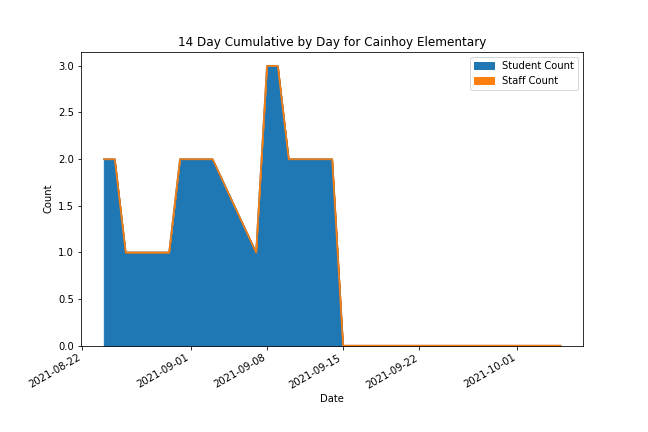 14 Day Cumulative by Day for Cainhoy Elementary
Student Count
Staff Count
3.0
2.5
2.0
1.5
1.0
0.5
0.0
Count
2021-08-22
2021-09-01
2021-09-08
2021-09-15
2021-09-22
2021-10-01
Date